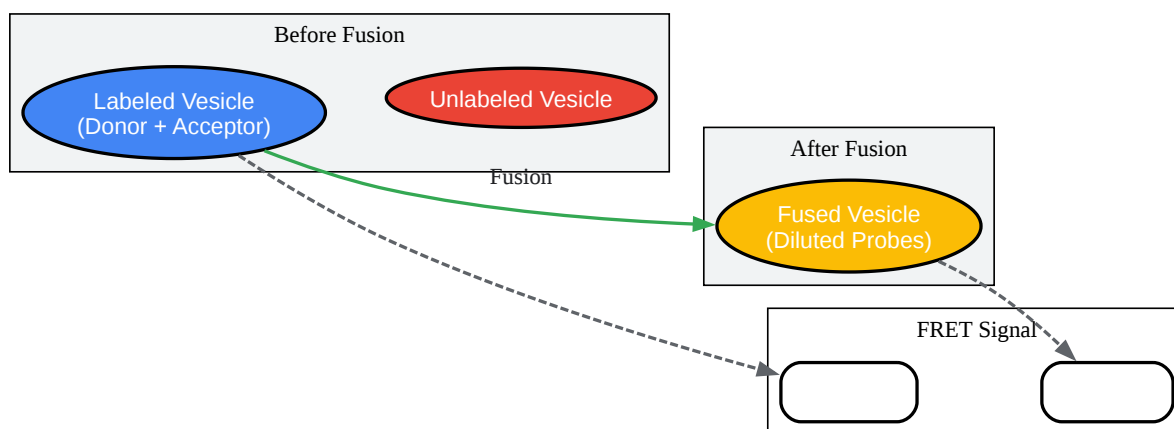 Before Fusion
Labeled Vesicle
(Donor + Acceptor)
Unlabeled Vesicle
Fusion
After Fusion
Fused Vesicle
(Diluted Probes)
FRET Signal